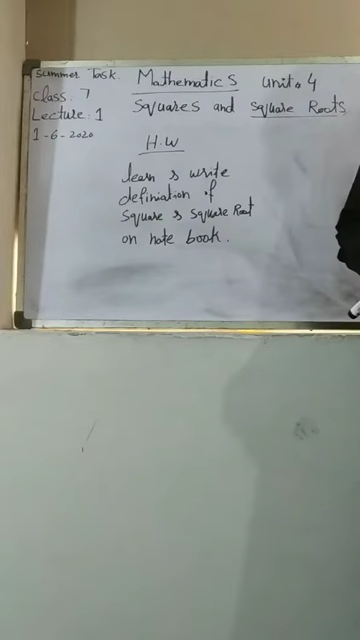 Summer Task. Mathematics Unit. 4
Class. 7 Squares and Square Roots
Lecture: 1
1-6-2020
H.W
learn & write
definiation of
Square & Square Root
on note book.